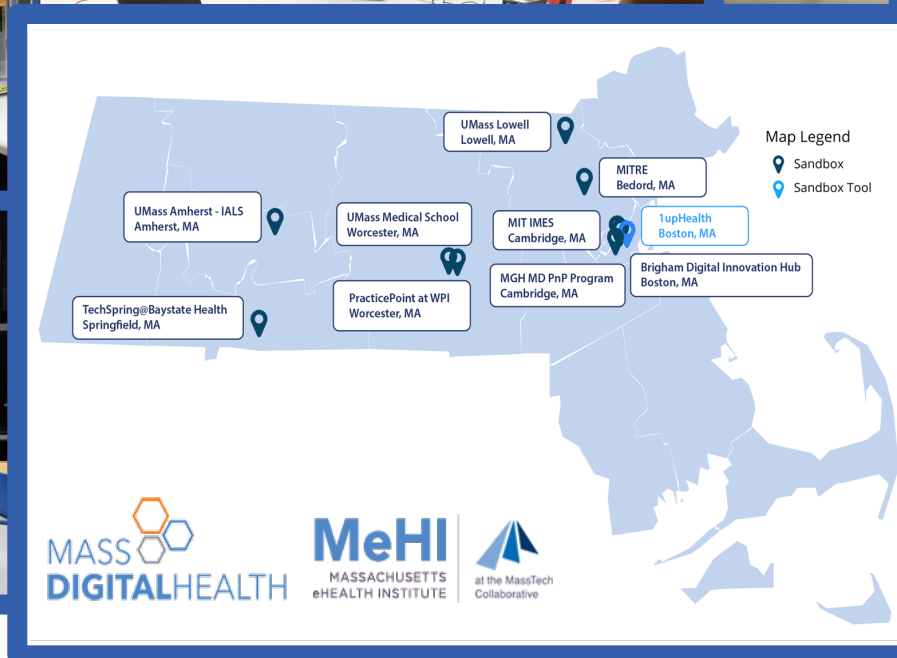 UMass Lowell
Lowell, MA
Map Legend
Sandbox
Sandbox Tool
MITRE
Bedord, MA
UMass Amherst - IALS
Amherst, MA
UMass Medical School
Worcester, MA
MIT IMES
Cambridge, MA
1upHealth
Boston, MA
MGH MD PnP Program
Cambridge, MA
Brigham Digital Innovation Hub
Boston, MA
TechSpring@Baystate Health
Springfield, MA
PracticePoint at WPI
Worcester, MA
MASS
DIGITALHEALTH
MeHI
MASSACHUSETTS
eHEALTH INSTITUTE
at the MassTech
Collaborative